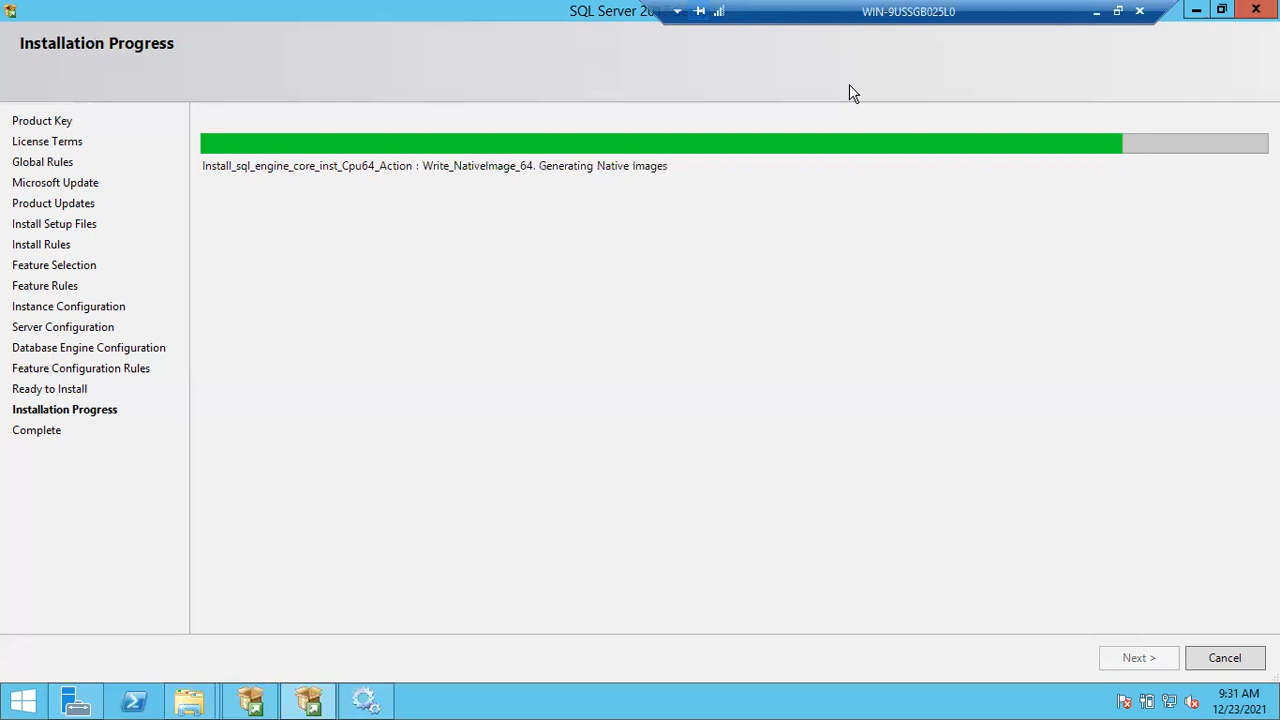 SQL Server 20
WIN-9USSGB025L0
Installation Progress
Product Key
License Terms
Global Rules
Microsoft Update
Product Updates
Install Setup Files
Install Rules
Feature Selection
Feature Rules
Instance Configuration
Server Configuration
Database Engine Configuration
Feature Configuration Rules
Ready to Install
Installation Progress
Complete
Install_sql_engine_core_inst_Cpu64_Action : Write_NativeImage_64. Generating Native Images
Next >
Cancel
9:31 AM
12/23/2021